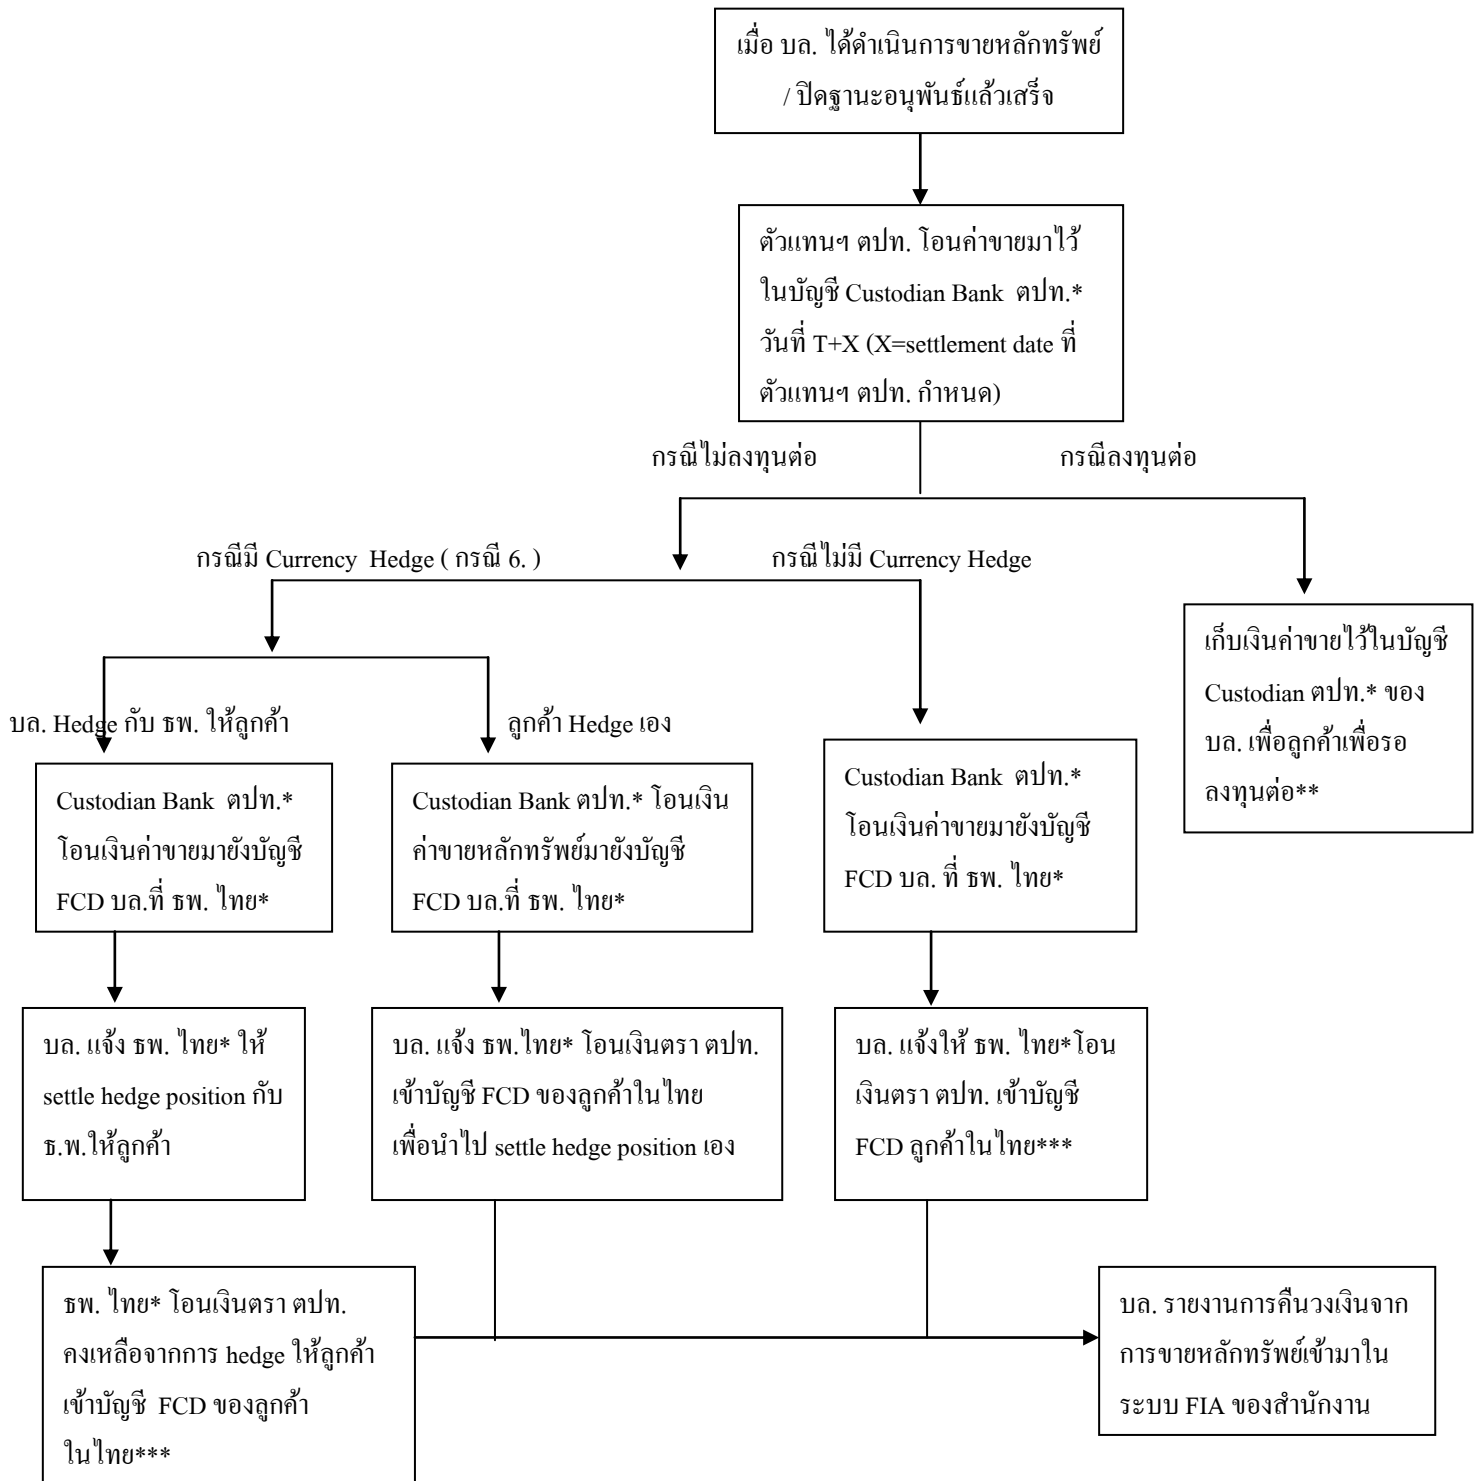 เมื่อ บล. ได้ดำเนินการขายหลักทรัพย์
/ ปิดฐานะอนุพันธ์แล้วเสร็จ
ตัวแทนฯ ตปท. โอนค่าขายมาไว้
ในบัญชี Custodian Bank ตปท.*
วันที่ T+X (X=settlement date ที่
ตัวแทนฯ ตปท. กำหนด)
กรณีไม่ลงทุนต่อ
กรณีลงทุนต่อ
กรณีมี Currency Hedge ( กรณี 6. )
กรณีไม่มี Currency Hedge
เก็บเงินค่าขายไว้ในบัญชี
Custodian ตปท.* ของ
บล. เพื่อลูกค้าเพื่อรอ
ลงทุนต่อ**
บล. Hedge กับ ธพ. ให้ลูกค้า
ลูกค้า Hedge เอง
Custodian Bank ตปท.*
โอนเงินค่าขายมายังบัญชี
FCD บล.ที่ ธพ. ไทย*
Custodian Bank ตปท.* โอนเงิน
ค่าขายหลักทรัพย์มายังบัญชี
FCD บล.ที่ ธพ. ไทย*
Custodian Bank ตปท.*
โอนเงินค่าขายมายังบัญชี
FCD บล. ที่ ธพ. ไทย*
บล. แจ้ง ธพ. ไทย* ให้
settle hedge position กับ
ธ.พ.ให้ลูกค้า
บล. แจ้ง ธพ.ไทย* โอนเงินตรา ตปท.
เข้าบัญชี FCD ของลูกค้าในไทย
เพื่อนำไป settle hedge position เอง
บล. แจ้งให้ ธพ. ไทย*โอน
เงินตรา ตปท. เข้าบัญชี
FCD ลูกค้าในไทย***
ธพ. ไทย* โอนเงินตรา ตปท.
คงเหลือจากการ hedge ให้ลูกค้า
เข้าบัญชี FCD ของลูกค้า
ในไทย***
บล. รายงานการคืนวงเงินจาก
การขายหลักทรัพย์เข้ามาใน
ระบบ FIA ของสำนักงาน